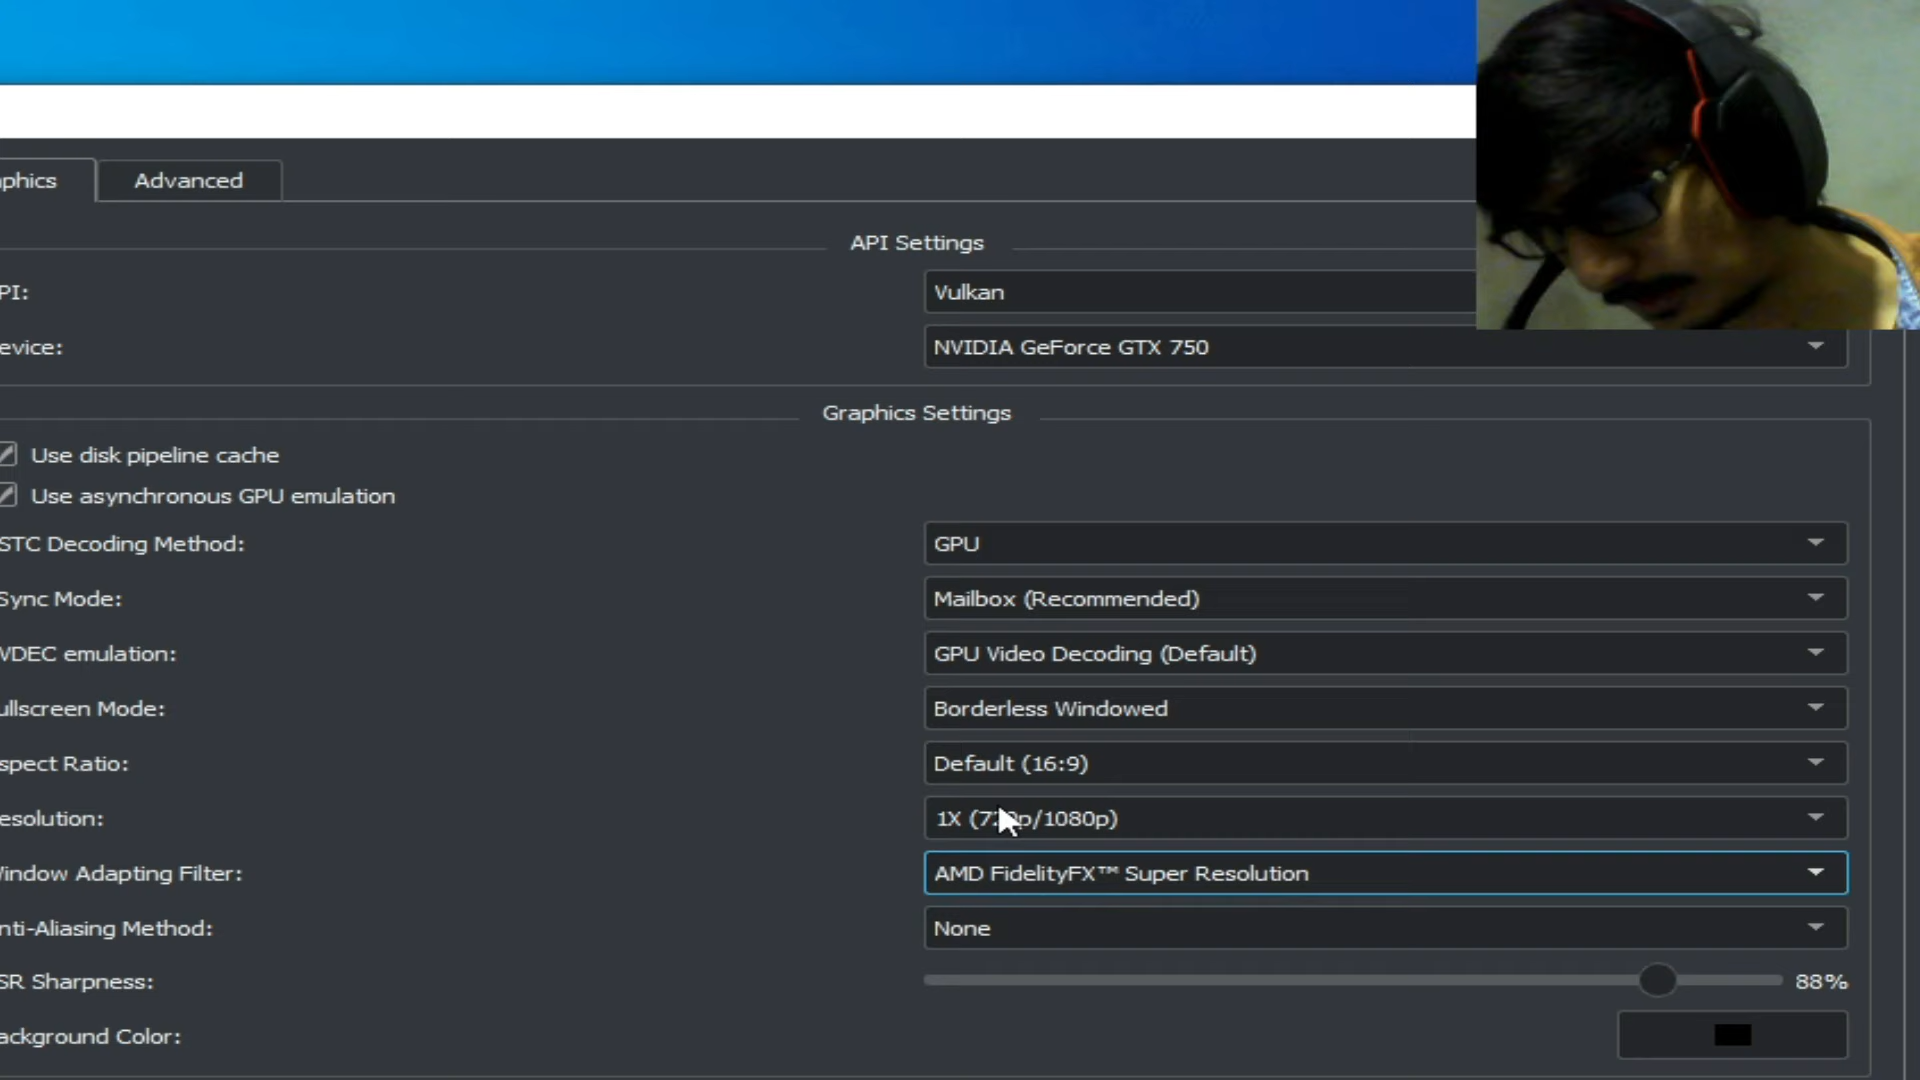 phics
Advanced
API Settings
PI:
Vulkan
evice:
NVIDIA GeForce GTX 750
Graphics Settings
Use disk pipeline cache
Use asynchronous GPU emulation
STC Decoding Method:
GPU
Sync Mode:
Mailbox (Recommended)
VDEC emulation:
GPU Video Decoding (Default)
ullscreen Mode:
Borderless Windowed
spect Ratio:
Default (16:9)
esolution:
1X (720p/1080p)
indow Adapting Filter:
AMD FidelityFX™ Super Resolution
nti-Aliasing Method:
None
SR Sharpness:
88%
ackground Color: